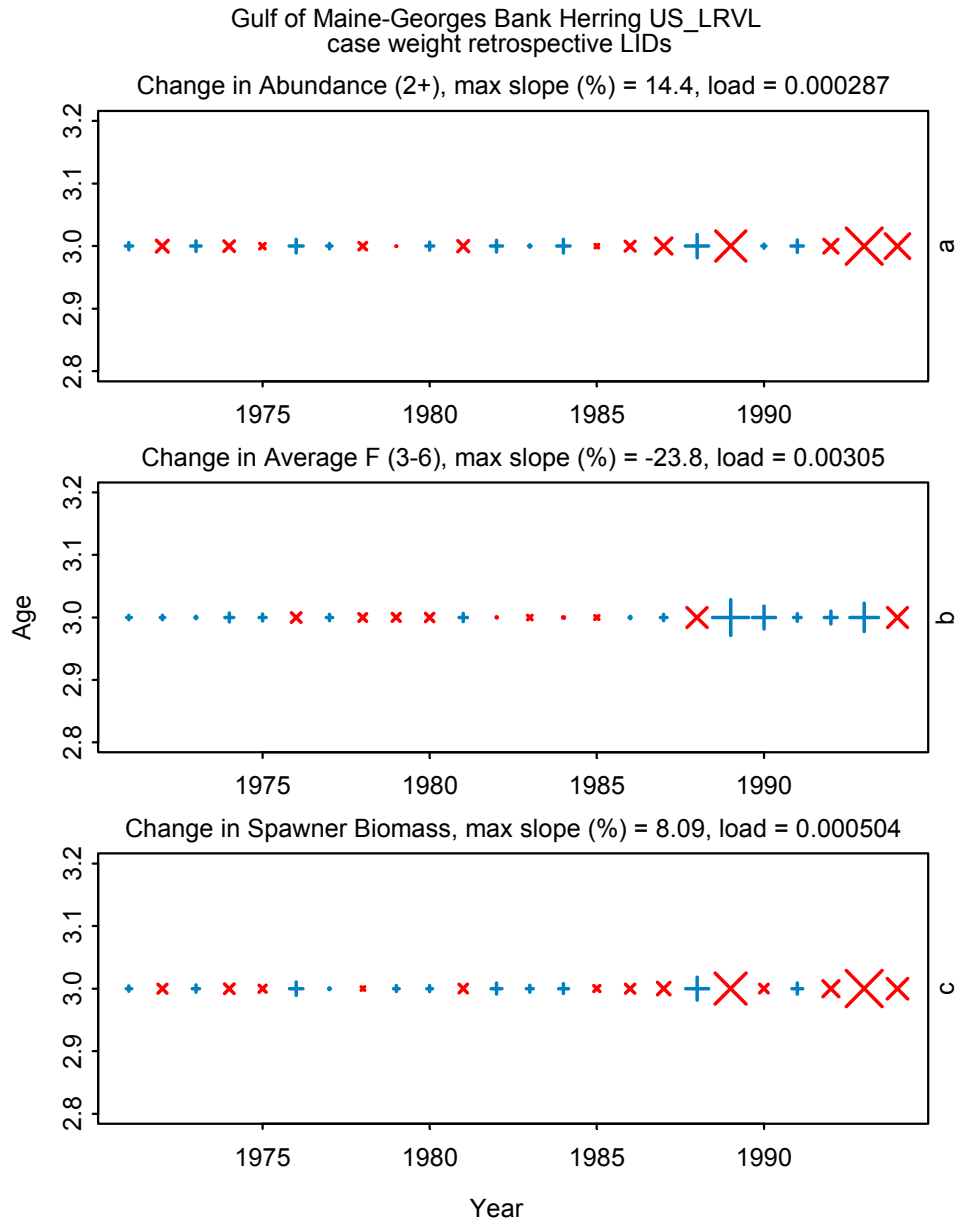 Gulf of Maine-Georges Bank Herring US_LRVL
case weight retrospective LIDs
Change in Abundance (2+), max slope (%) = 14.4, load = 0.000287
3.2
3.1
3.0
2.9
2.8
a
1975 1980 1985 1990
Change in Average F (3-6), max slope (%) = -23.8, load = 0.00305
3.2
3.1
3.0
2.9
2.8
Age
b
1975 1980 1985 1990
Change in Spawner Biomass, max slope (%) = 8.09, load = 0.000504
3.2
3.1
3.0
2.9
2.8
c
1975 1980 1985 1990
Year